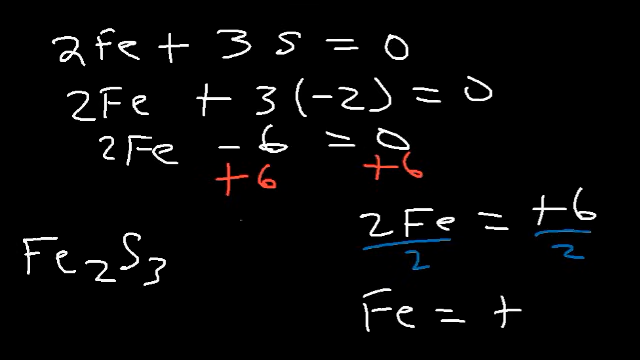 2Fe + 3 S = 0
2Fe + 3 (-2) = 0
2Fe - 6 = 0
+6 +6
2Fe = +6
2 2
Fe₂S₃
Fe = +